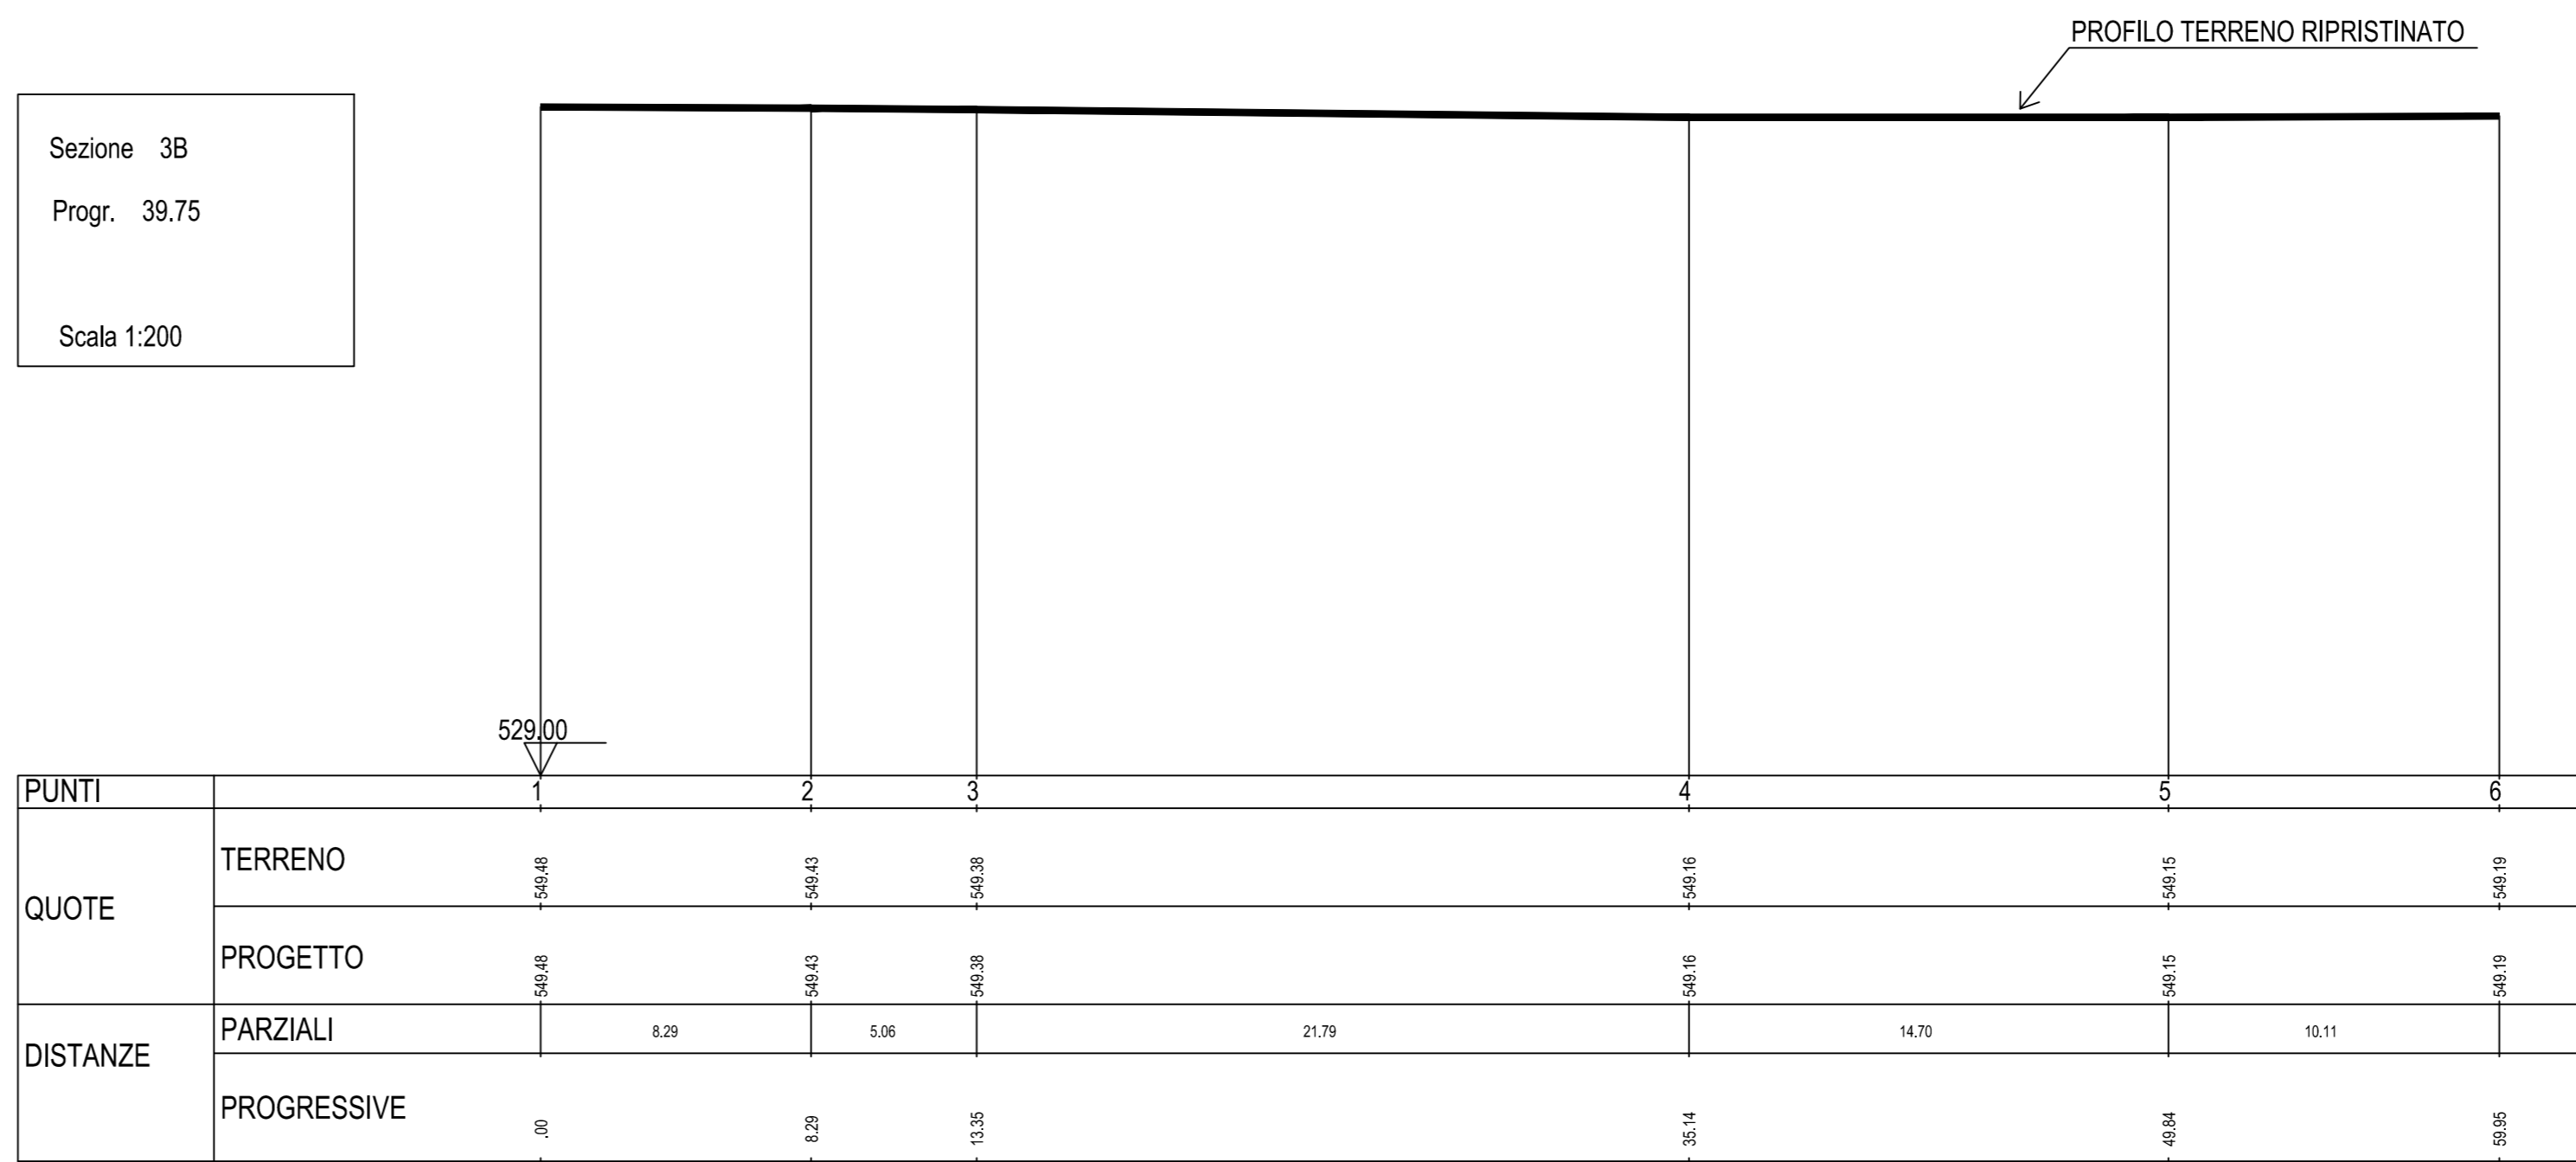 PROFILO TERRENO RIPRISTINATO
Sezione 3B
Progr. 39.75
Scala 1:200
529.00
PUNTI 1 2 3 4 5 6
QUOTE
TERRENO 549.48 549.43 549.38 549.16 549.15 549.19
PROGETTO 549.48 549.43 549.38 549.16 549.15 549.19
DISTANZE
PARZIALI 8.29 5.06 21.79 14.70 10.11
PROGRESSIVE .00 8.29 13.35 35.14 49.84 59.95